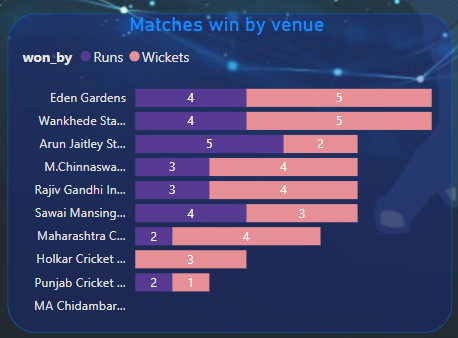 Matches win by venue
won_by Runs Wickets
Eden Gardens 4 5
Wankhede Sta... 4 5
Arun Jaitley St... 5 2
M.Chinnaswa... 3 4
Rajiv Gandhi In... 3 4
Sawai Mansing... 4 3
Maharashtra C... 2 4
Holkar Cricket ... 3
Punjab Cricket ... 2 1
MA Chidambar...